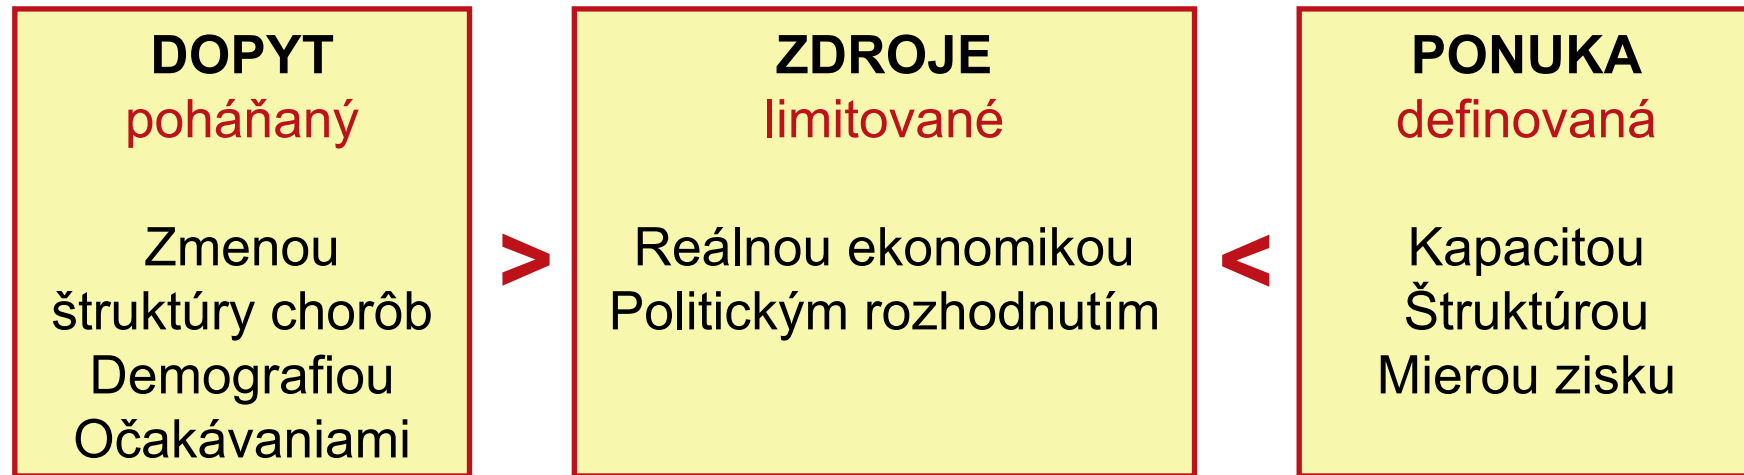 DOPYT
poháňaný
Zmenou
štruktúry chorôb
Demografiou
Očakávaniami
>
ZDROJE
limitované
Reálnou ekonomikou
Politickým rozhodnutím
<
PONUKA
definovaná
Kapacitou
Štruktúrou
Mierou zisku